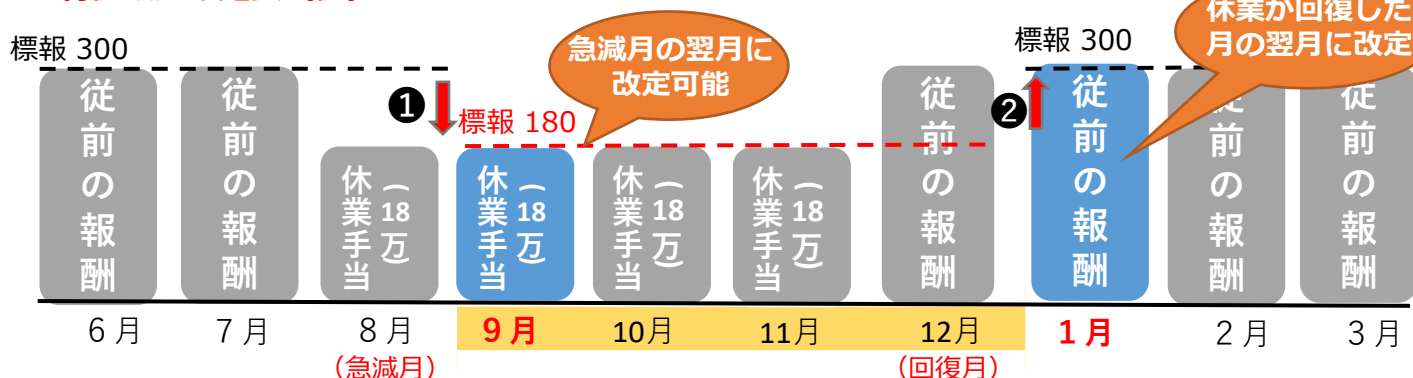 標報 300
従前の報酬
従前の報酬
休業手当（18万）
❶
標報 180
急減月の翌月に
改定可能
休業手当（18万）
休業手当（18万）
休業手当（18万）
従前の報酬
❷
標報 300
休業が回復した
月の翌月に改定
従前の報酬
従前の報酬
従前の報酬
6月
7月
8月
（急減月）
9月
10月
11月
12月
（回復月）
1月
2月
3月